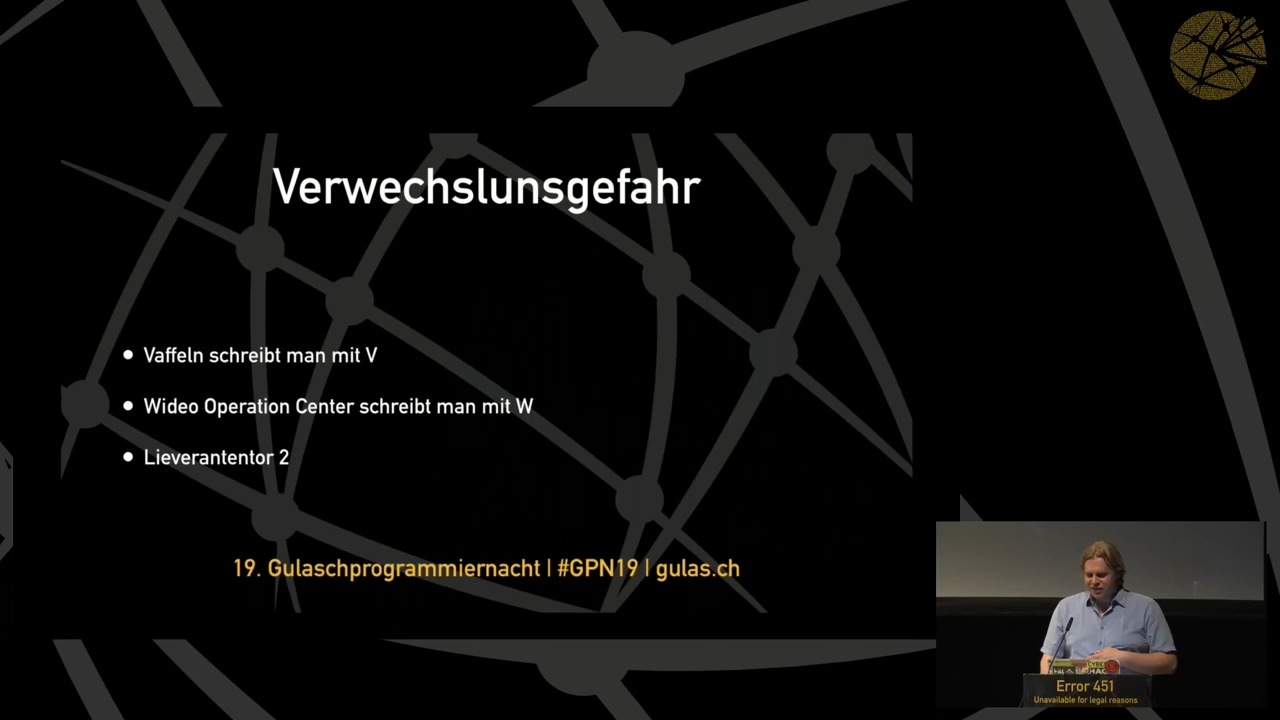 Verwechslunsgefahr
Vaffeln schreibt man mit V
Wideo Operation Center schreibt man mit W
Lieverantentor 2
19. Gulaschprogrammiernacht | #GPN19 | gulas.ch
Error 451
Unavailable for legal reasons